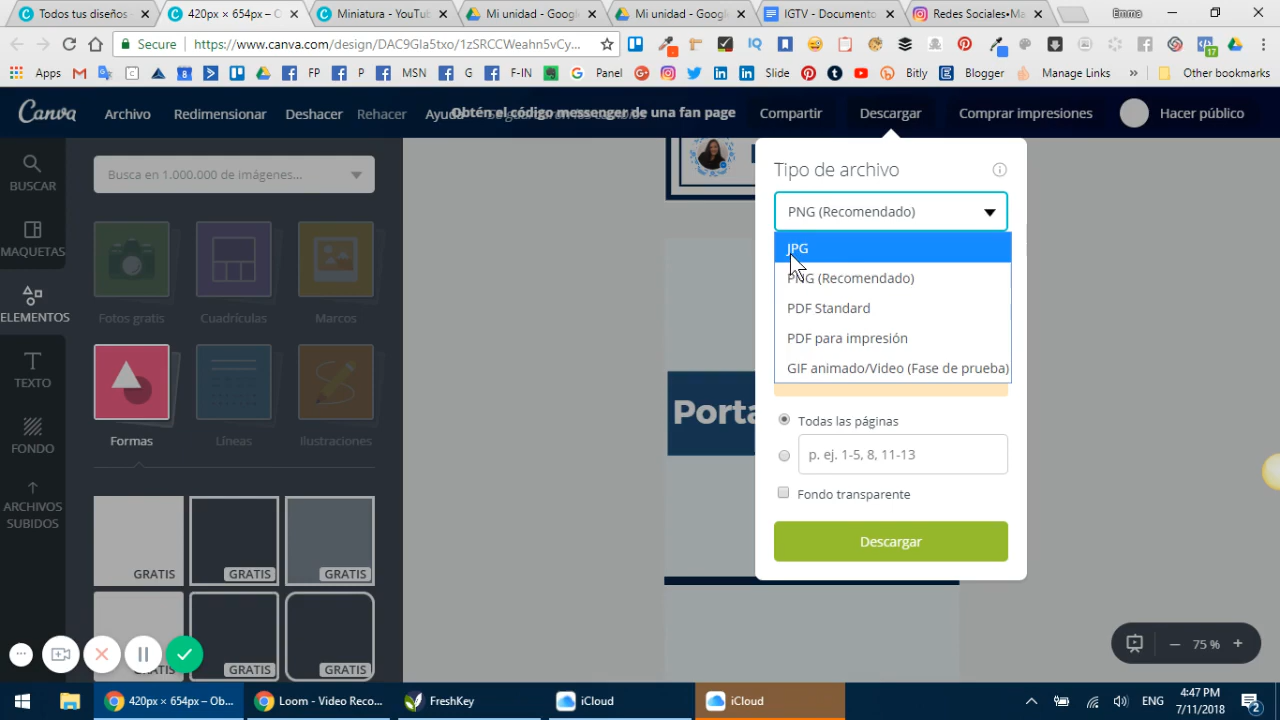 Todos tus diseños -
420px × 654px – O
Miniatura - YouTub
Mi unidad - Google
Mi unidad - Google
IGTV - Documento
Redes Sociales•Ma
Emma
Secure
https://www.canva.com/design/DAC9GIa5txo/1zSRCCWeahn5vCy...
17
Apps
FP
P
MSN
G
F-IN
Panel
Slide
Bitly
Blogger
Manage Links
»
Other bookmarks
Canva
Archivo
Redimensionar
Deshacer
Rehacer
Ayuda
Obtén el código messenger de una fan page
Compartir
Descargar
Comprar impresiones
Hacer público
BUSCAR
MAQUETAS
ELEMENTOS
TEXTO
FONDO
ARCHIVOS
SUBIDOS
Busca en 1.000.000 de imágenes...
Fotos gratis
Cuadrículas
Marcos
Formas
Líneas
Ilustraciones
GRATIS
GRATIS
GRATIS
GRATIS
GRATIS
Porta
Tipo de archivo
PNG (Recomendado)
JPG
PNG (Recomendado)
PDF Standard
PDF para impresión
GIF animado/Video (Fase de prueba)
Todas las páginas
p. ej. 1-5, 8, 11-13
Fondo transparente
Descargar
75 %
420px × 654px – Ob...
Loom - Video Reco...
FreshKey
iCloud
iCloud
ENG
4:47 PM
7/11/2018
2